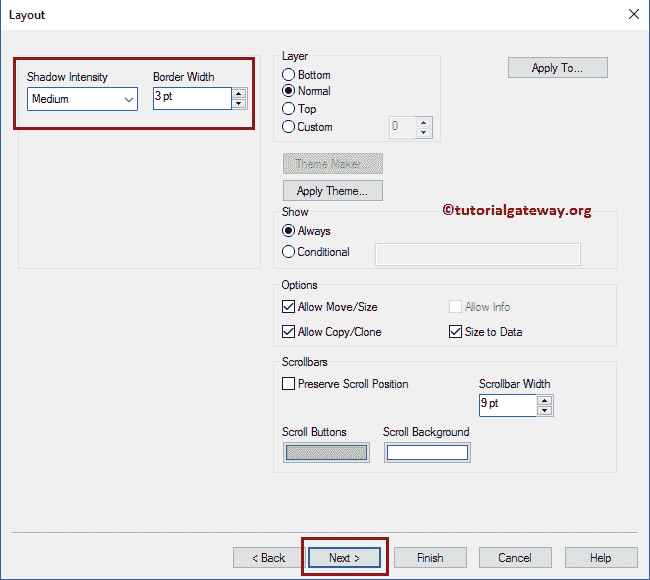 Layout
Shadow Intensity
Border Width
Medium
3 pt
Layer
Bottom
Normal
Top
Custom
0
Apply To...
Theme Maker...
Apply Theme...
©tutorialgateway.org
Show
Always
Conditional
Options
Allow Move/Size
Allow Info
Allow Copy/Clone
Size to Data
Scrollbars
Preserve Scroll Position
Scrollbar Width
9 pt
Scroll Buttons
Scroll Background
< Back
Next >
Finish
Cancel
Help